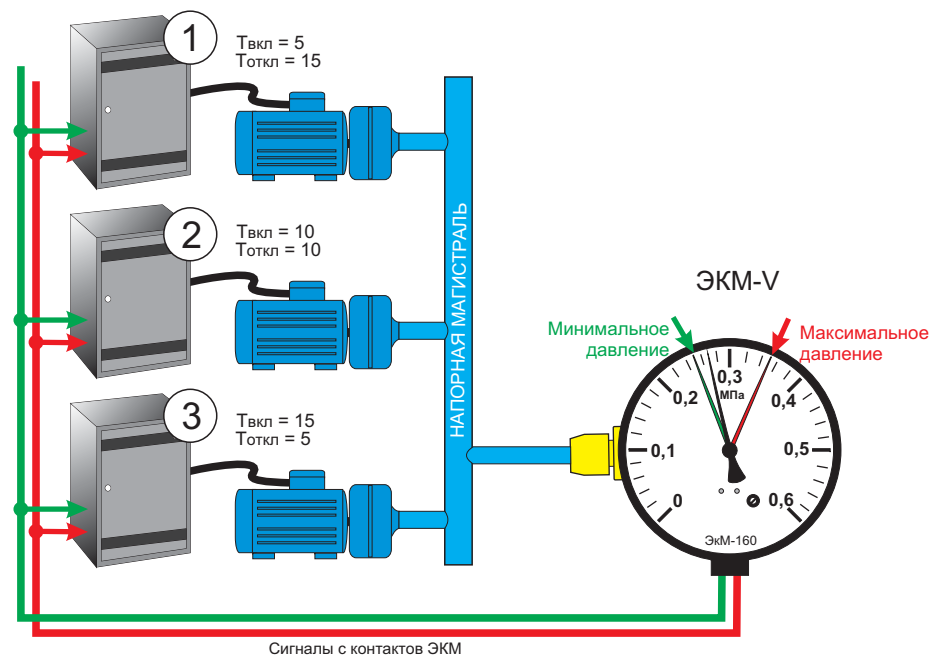 1
Твкл = 5
Тоткл = 15
2
Твкл = 10
Тоткл = 10
3
Твкл = 15
Тоткл = 5
НАПОРНАЯ МАГИСТРАЛЬ
ЭКМ-V
Минимальное
давление
Максимальное
давление
0,3
МПа
0,2
0,4
0,1
0,5
0
0,6
ЭкМ-160
Сигналы с контактов ЭКМ